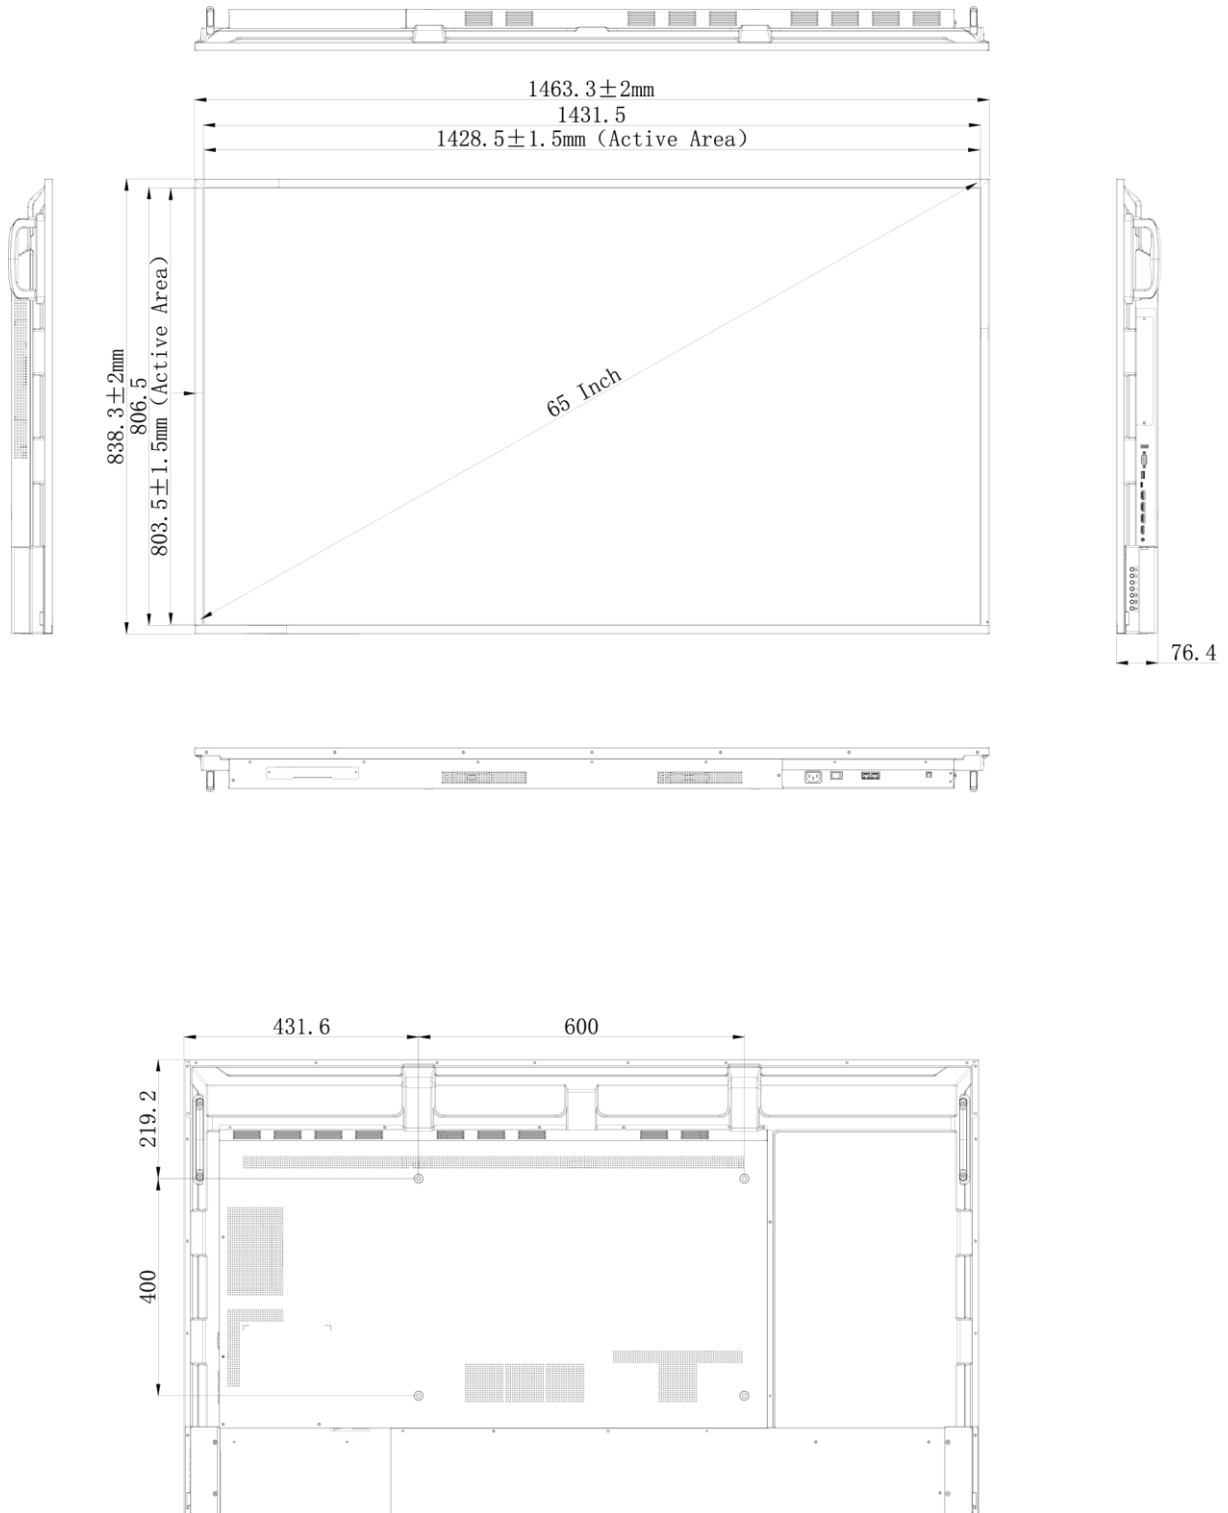 1463.3±2mm
1431.5
1428.5±1.5mm (Active Area)
838.3±2mm
806.5
803.5±1.5mm (Active Area)
65 Inch
76.4
431.6
600
219.2
400